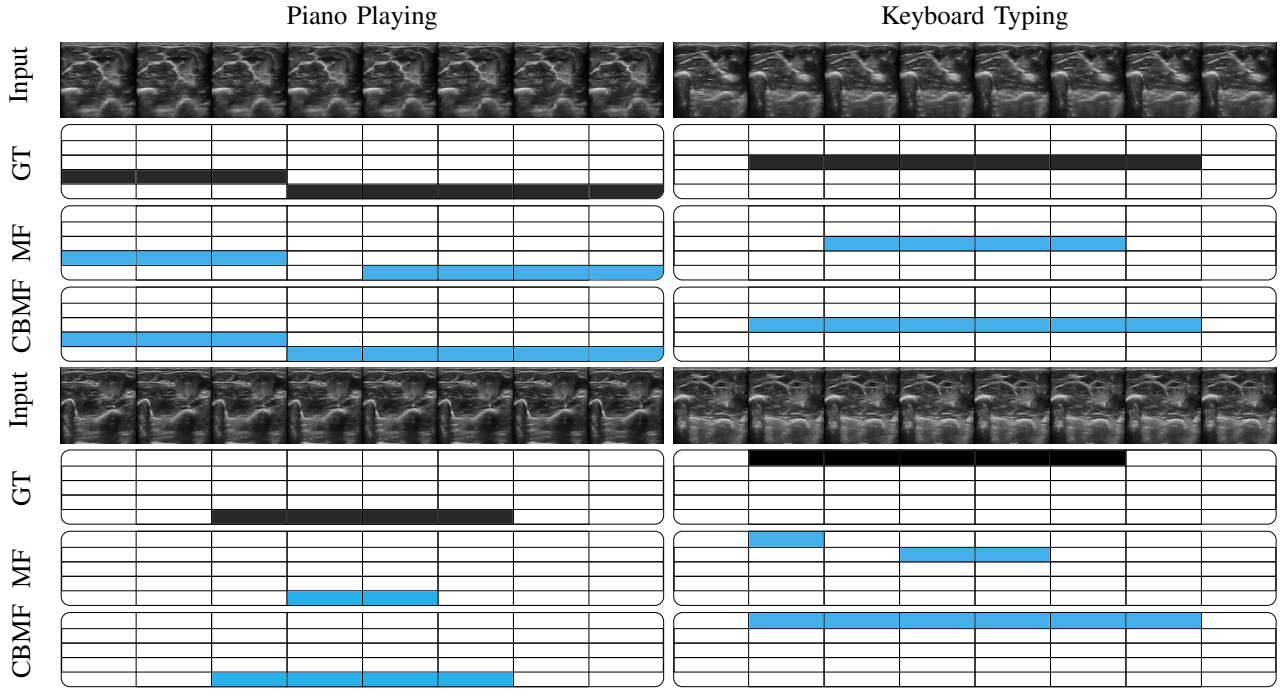 Piano Playing
Keyboard Typing
Input
GT
MF
CBMF
Input
GT
MF
CBMF